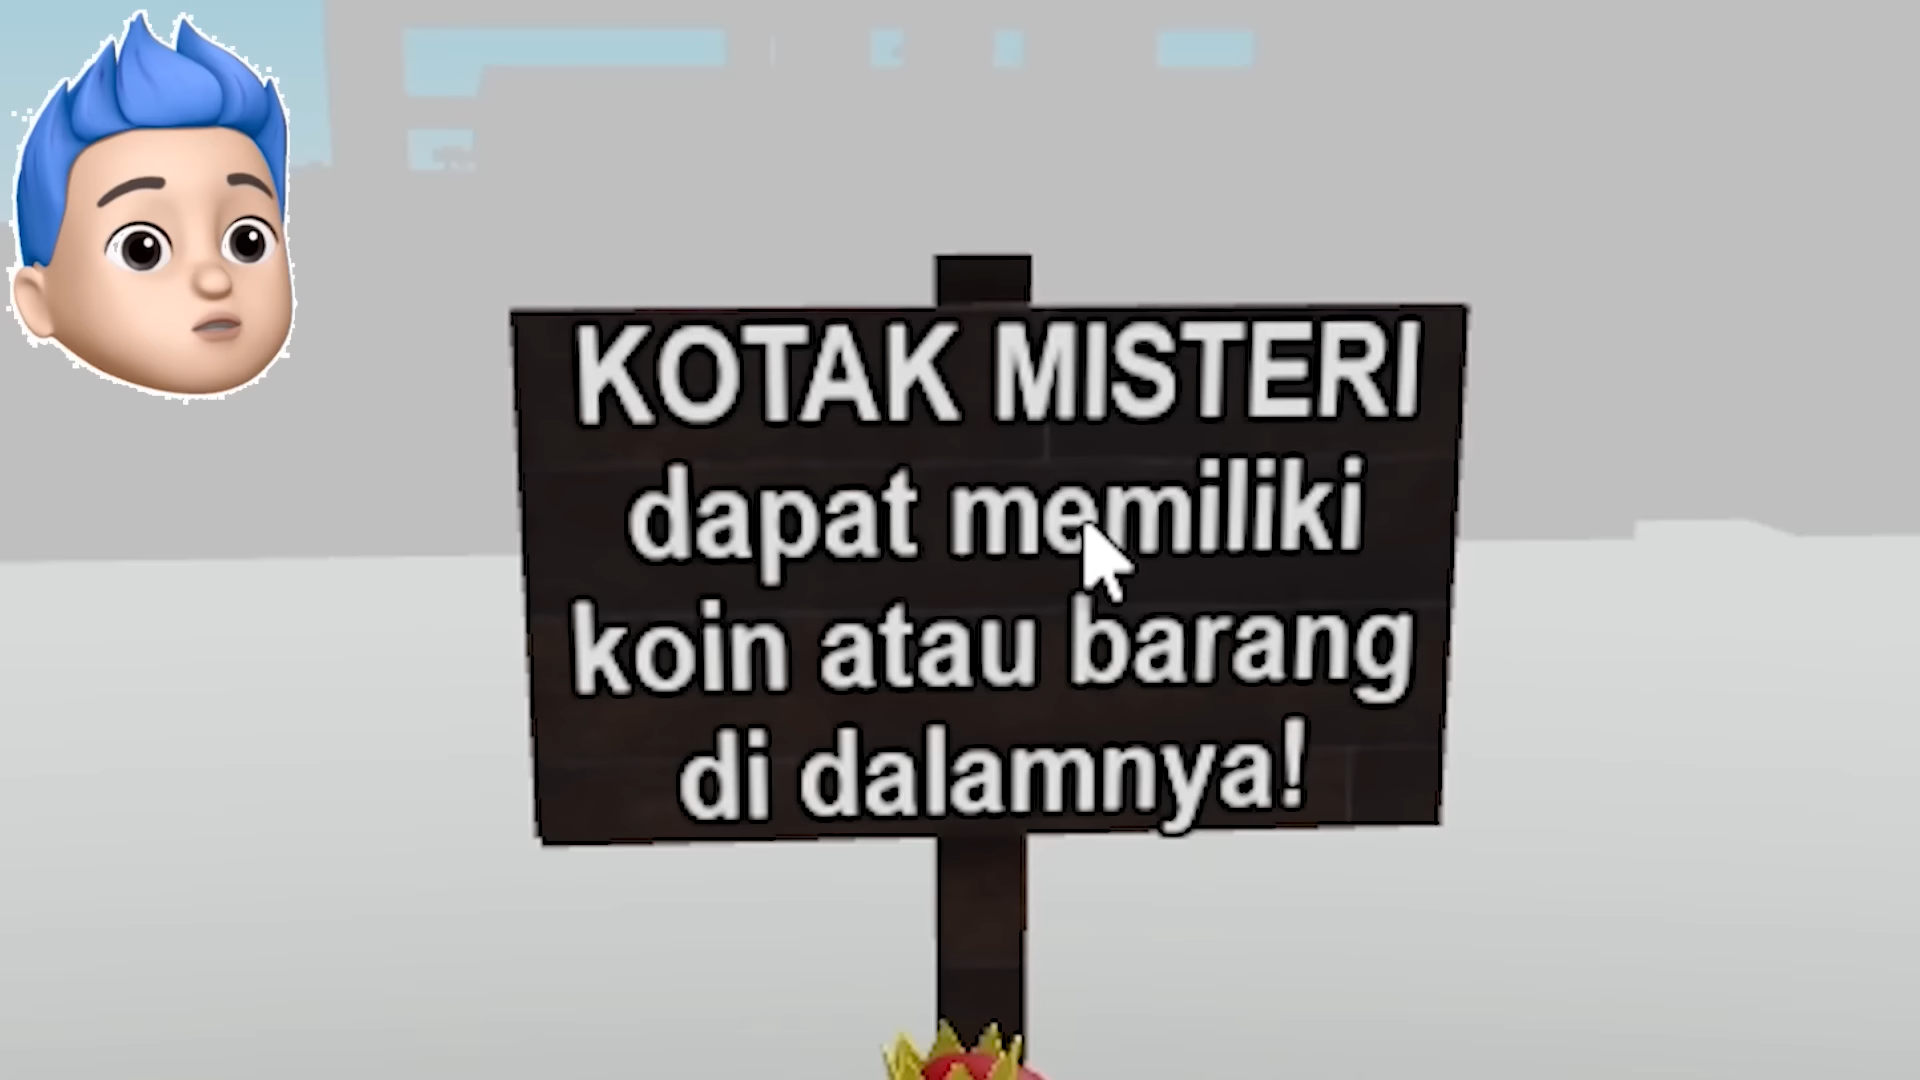 KOTAK MISTERI
dapat memiliki
koin atau barang
di dalamnya!